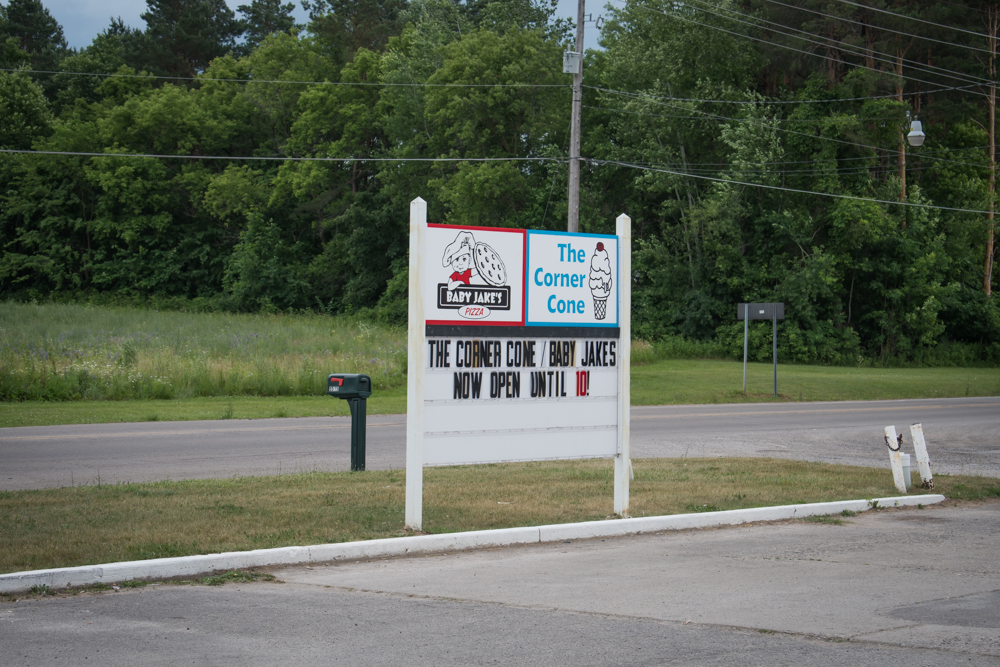 BABY JAKE'S
PIZZA
The
Corner
Cone
THE CORNER CONE / BABY JAKES
NOW OPEN UNTIL 10!